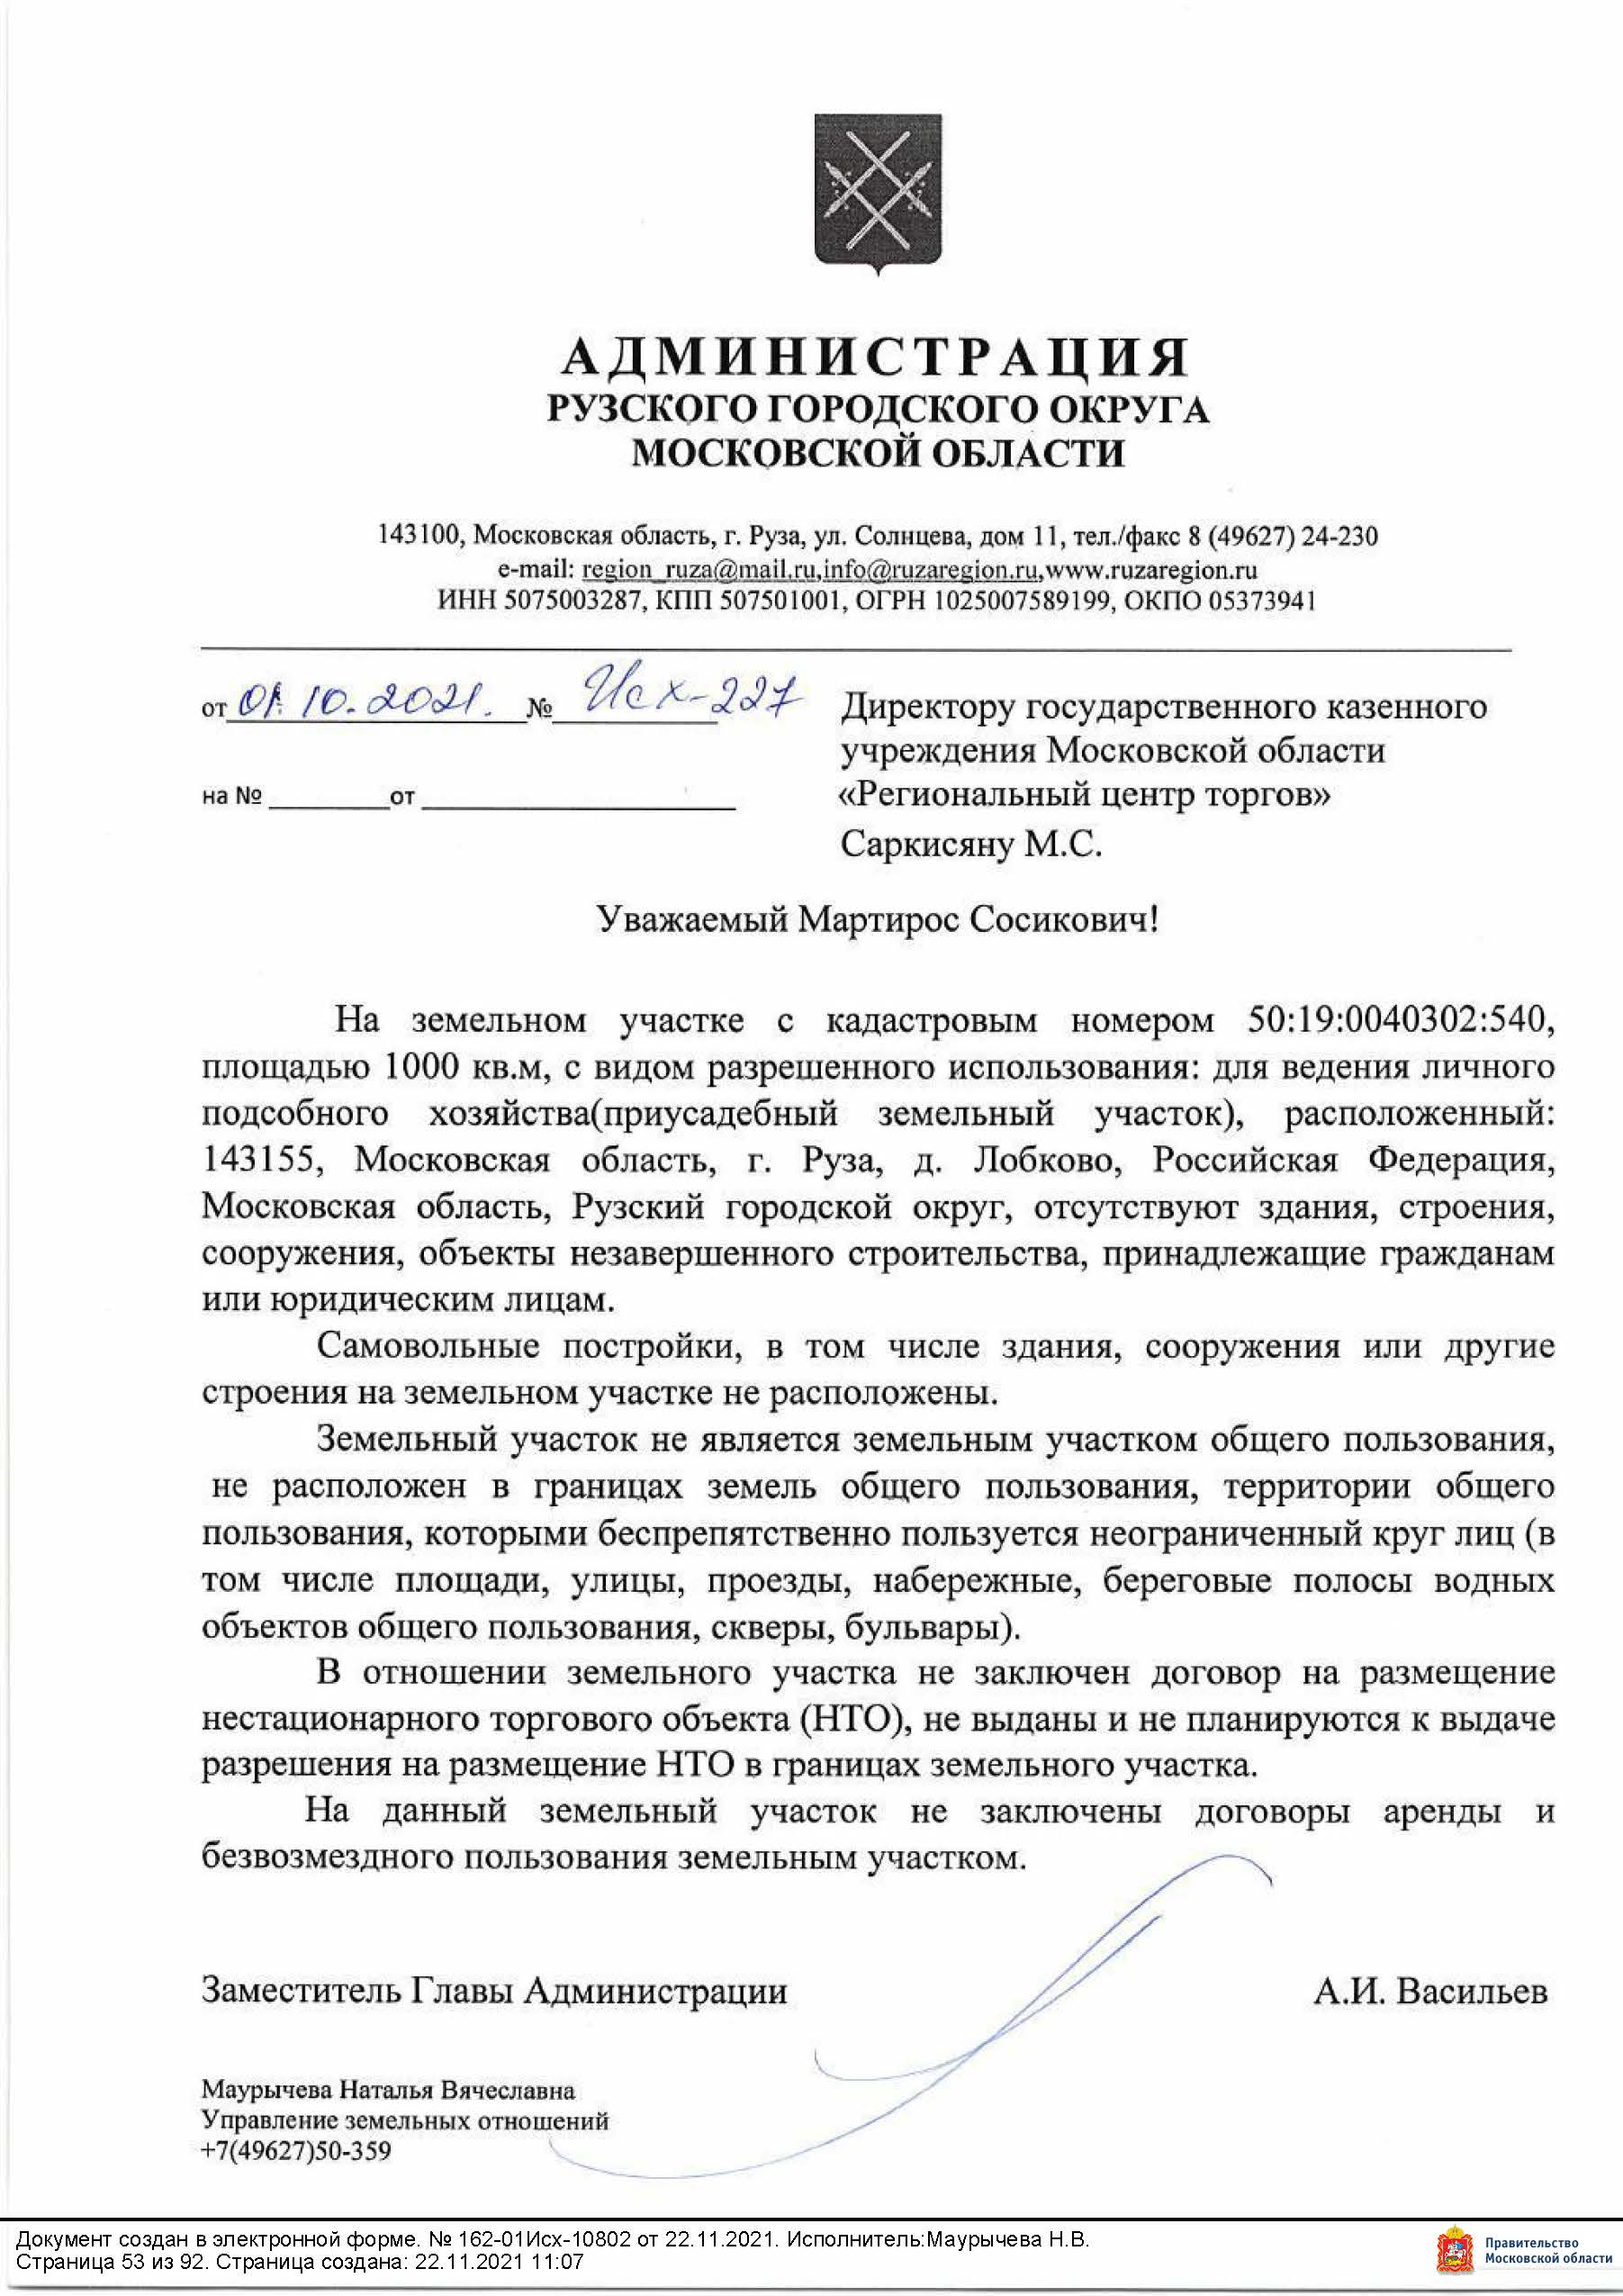 АДМИНИСТРАЦИЯ
РУЗСКОГО ГОРОДСКОГО ОКРУГА
МОСКОВСКОЙ ОБЛАСТИ
143100, Московская область, г. Руза, ул. Солнцева, дом 11, тел./факс 8 (49627) 24-230
e-mail: region_ruza@mail.ru,info@ruzaregion.ru,www.ruzaregion.ru
ИНН 5075003287, КПП 507501001, ОГРН 1025007589199, ОКПО 05373941
от 01.10.2021. № Исх-227
на № ________от ____________________
Директору государственного казенного
учреждения Московской области
«Региональный центр торгов»
Саркисяну М.С.
Уважаемый Мартирос Сосикович!
На земельном участке с кадастровым номером 50:19:0040302:540,
площадью 1000 кв.м, с видом разрешенного использования: для ведения личного
подсобного хозяйства(приусадебный земельный участок), расположенный:
143155, Московская область, г. Руза, д. Лобково, Российская Федерация,
Московская область, Рузский городской округ, отсутствуют здания, строения,
сооружения, объекты незавершенного строительства, принадлежащие гражданам
или юридическим лицам.
Самовольные постройки, в том числе здания, сооружения или другие
строения на земельном участке не расположены.
Земельный участок не является земельным участком общего пользования,
не расположен в границах земель общего пользования, территории общего
пользования, которыми беспрепятственно пользуется неограниченный круг лиц (в
том числе площади, улицы, проезды, набережные, береговые полосы водных
объектов общего пользования, скверы, бульвары).
В отношении земельного участка не заключен договор на размещение
нестационарного торгового объекта (НТО), не выданы и не планируются к выдаче
разрешения на размещение НТО в границах земельного участка.
На данный земельный участок не заключены договоры аренды и
безвозмездного пользования земельным участком.
Заместитель Главы Администрации А.И. Васильев
Маурычева Наталья Вячеславна
Управление земельных отношений
+7(49627)50-359
Документ создан в электронной форме. № 162-01Исх-10802 от 22.11.2021. Исполнитель:Маурычева Н.В.
Страница 53 из 92. Страница создана: 22.11.2021 11:07
Правительство
Московской области